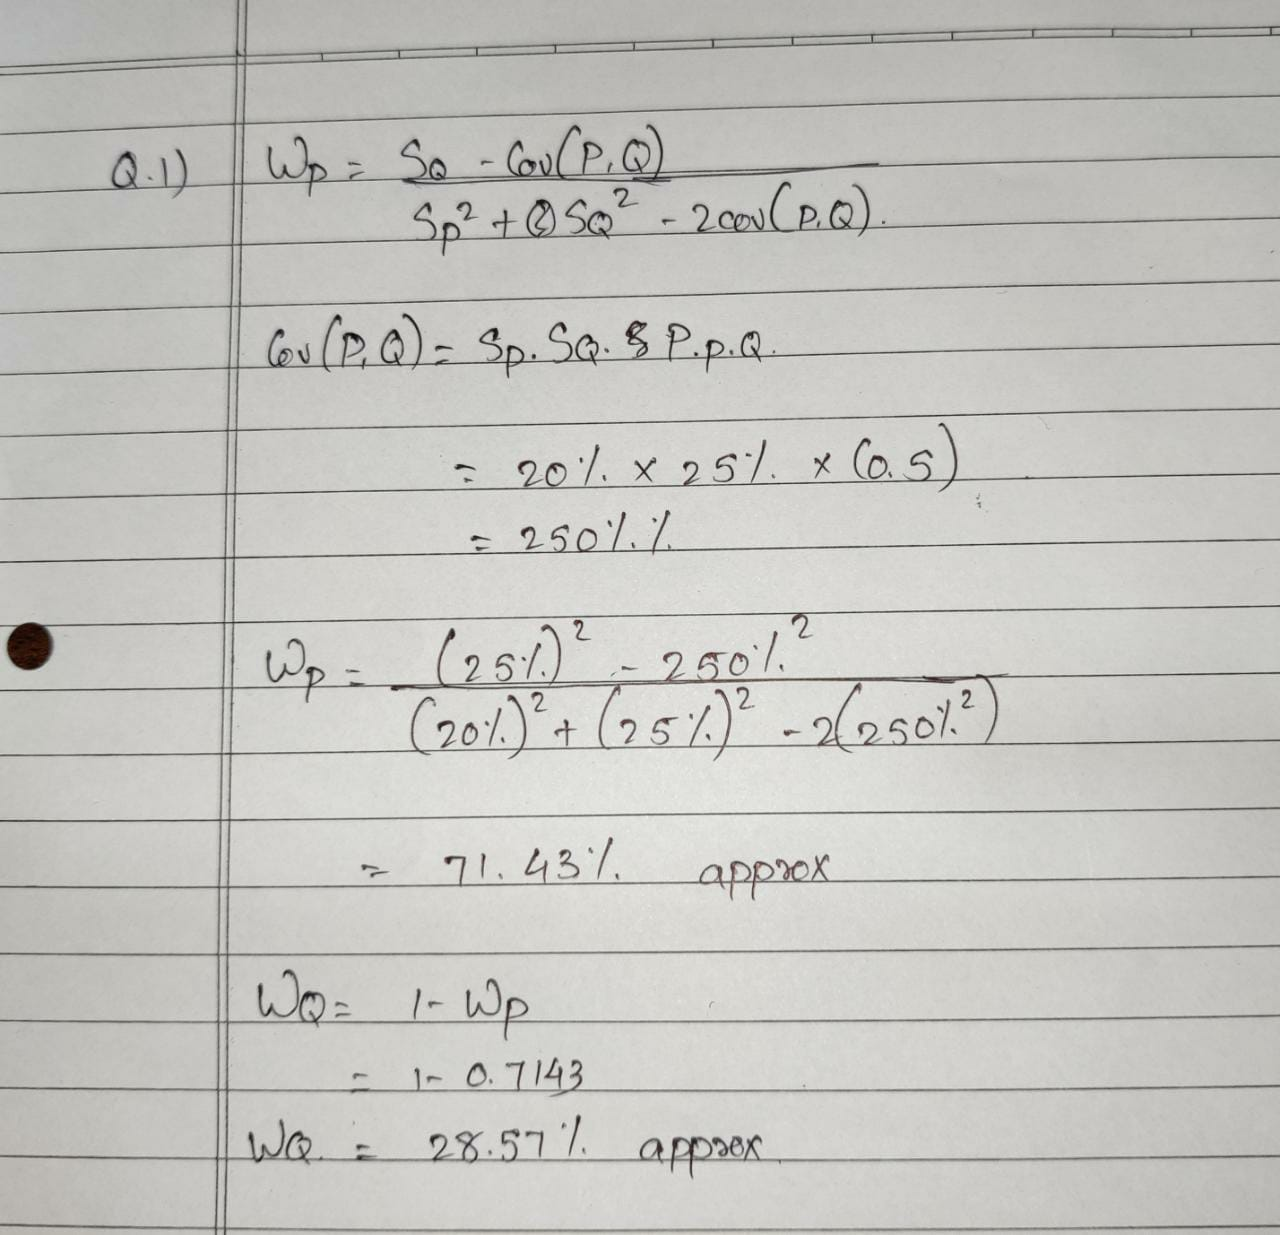 Q.1) Wp = SQ - Cov(P,Q)
Sp² + SQ² - 2cov(P,Q).
Cov(P,Q) = Sp. SQ. P.p.Q.
= 20% × 25% × (0.5)
= 250%%
Wp = (25%)² - 250%²
(20%)² + (25%)² - 2(250%²)
= 71.43% approx
WQ = 1- Wp
= 1- 0.7143
WQ. = 28.57% approx